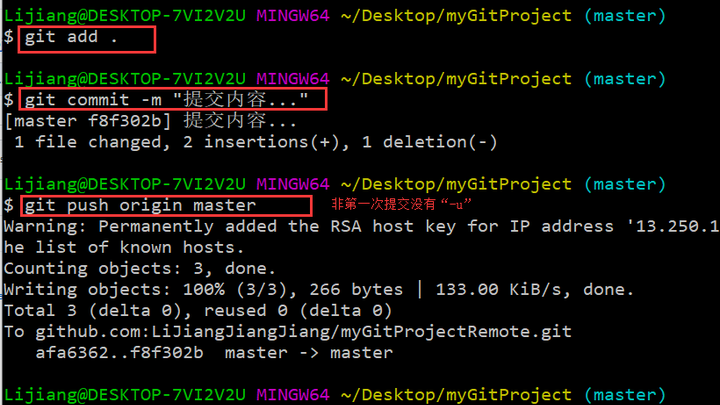 Lijiang@DESKTOP-7VI2V2U MINGW64 ~/Desktop/myGitProject (master)
$ git add .
Lijiang@DESKTOP-7VI2V2U MINGW64 ~/Desktop/myGitProject (master)
$ git commit -m "提交内容..."
[master f8f302b] 提交内容...
1 file changed, 2 insertions(+), 1 deletion(-)
Lijiang@DESKTOP-7VI2V2U MINGW64 ~/Desktop/myGitProject (master)
$ git push origin master 非第一次提交没有“-u”
Warning: Permanently added the RSA host key for IP address '13.250.1
he list of known hosts.
Counting objects: 3, done.
Writing objects: 100% (3/3), 266 bytes | 133.00 KiB/s, done.
Total 3 (delta 0), reused 0 (delta 0)
To github.com:LiJiangJiangJiang/myGitProjectRemote.git
afa6362..f8f302b master -> master
Lijiang@DESKTOP-7VI2V2U MINGW64 ~/Desktop/myGitProject (master)